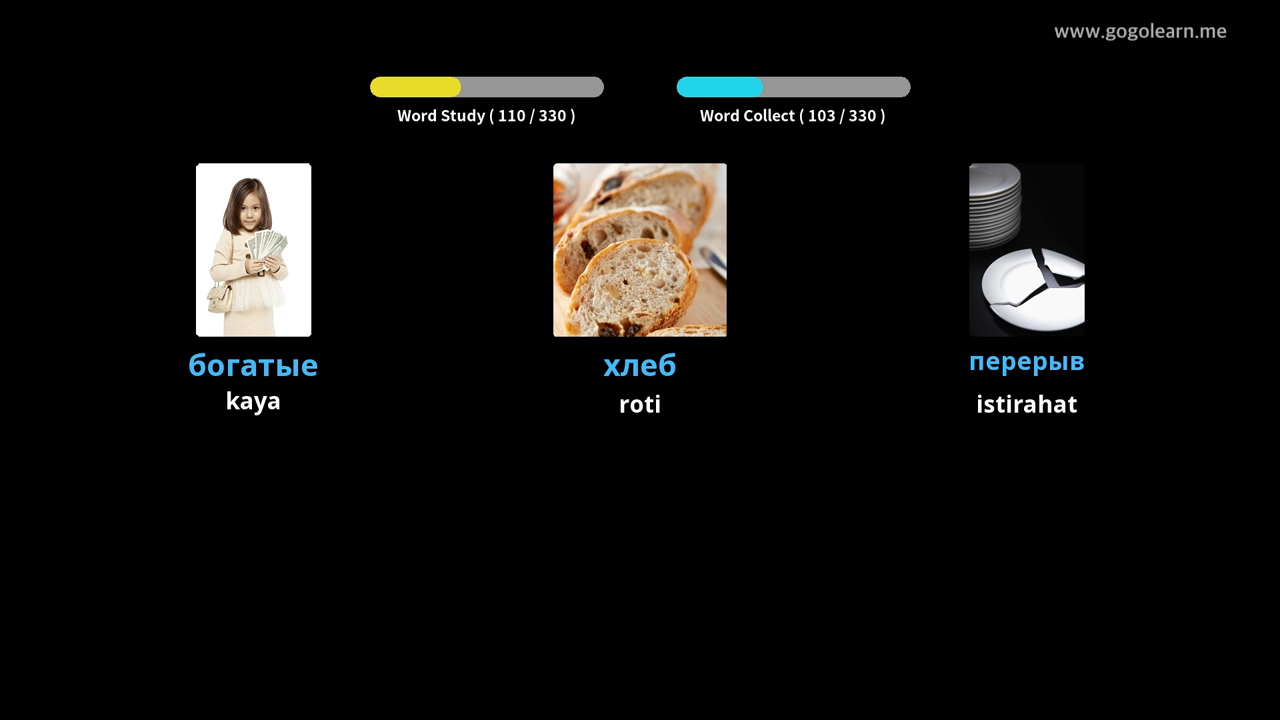 www.gogolearn.me
Word Study ( 110 / 330 )
Word Collect ( 103 / 330 )
богатые
kaya
хлеб
roti
перерыв
istirahat